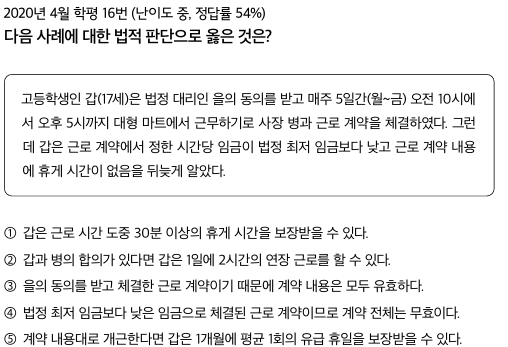 2020년 4월 학평 16번 (난이도 중, 정답률 54%)
다음 사례에 대한 법적 판단으로 옳은 것은?
고등학생인 갑(17세)은 법정 대리인 을의 동의를 받고 매주 5일간(월~금) 오전 10시에
서 오후 5시까지 대형 마트에서 근무하기로 사장 병과 근로 계약을 체결하였다. 그런
데 갑은 근로 계약에서 정한 시간당 임금이 법정 최저 임금보다 낮고 근로 계약 내용
에 휴게 시간이 없음을 뒤늦게 알았다.
① 갑은 근로 시간 도중 30분 이상의 휴게 시간을 보장받을 수 있다.
② 갑과 병의 합의가 있다면 갑은 1일에 2시간의 연장 근로를 할 수 있다.
③ 을의 동의를 받고 체결한 근로 계약이기 때문에 계약 내용은 모두 유효하다.
④ 법정 최저 임금보다 낮은 임금으로 체결된 근로 계약이므로 계약 전체는 무효이다.
⑤ 계약 내용대로 개근한다면 갑은 1개월에 평균 1회의 유급 휴일을 보장받을 수 있다.